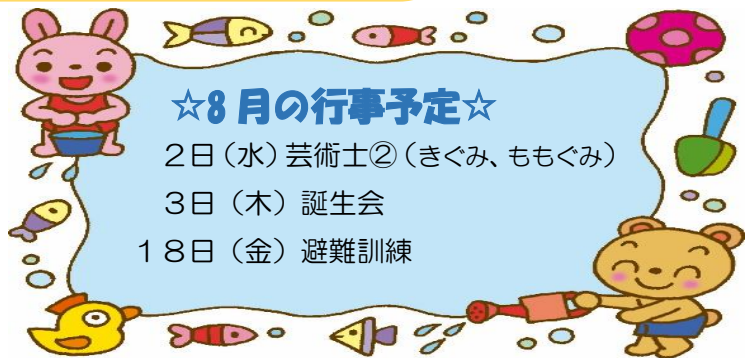 ☆8月の行事予定☆
2日（水）芸術士②（きぐみ、ももぐみ）
3日（木）誕生会
18日（金）避難訓練